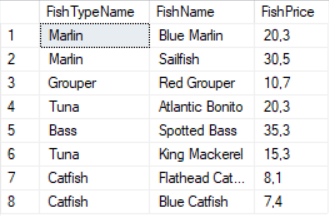 FishTypeName FishName FishPrice
1 Marlin Blue Marlin 20,3
2 Marlin Sailfish 30,5
3 Grouper Red Grouper 10,7
4 Tuna Atlantic Bonito 20,3
5 Bass Spotted Bass 35,3
6 Tuna King Mackerel 15,3
7 Catfish Flathead Cat... 8,1
8 Catfish Blue Catfish 7,4